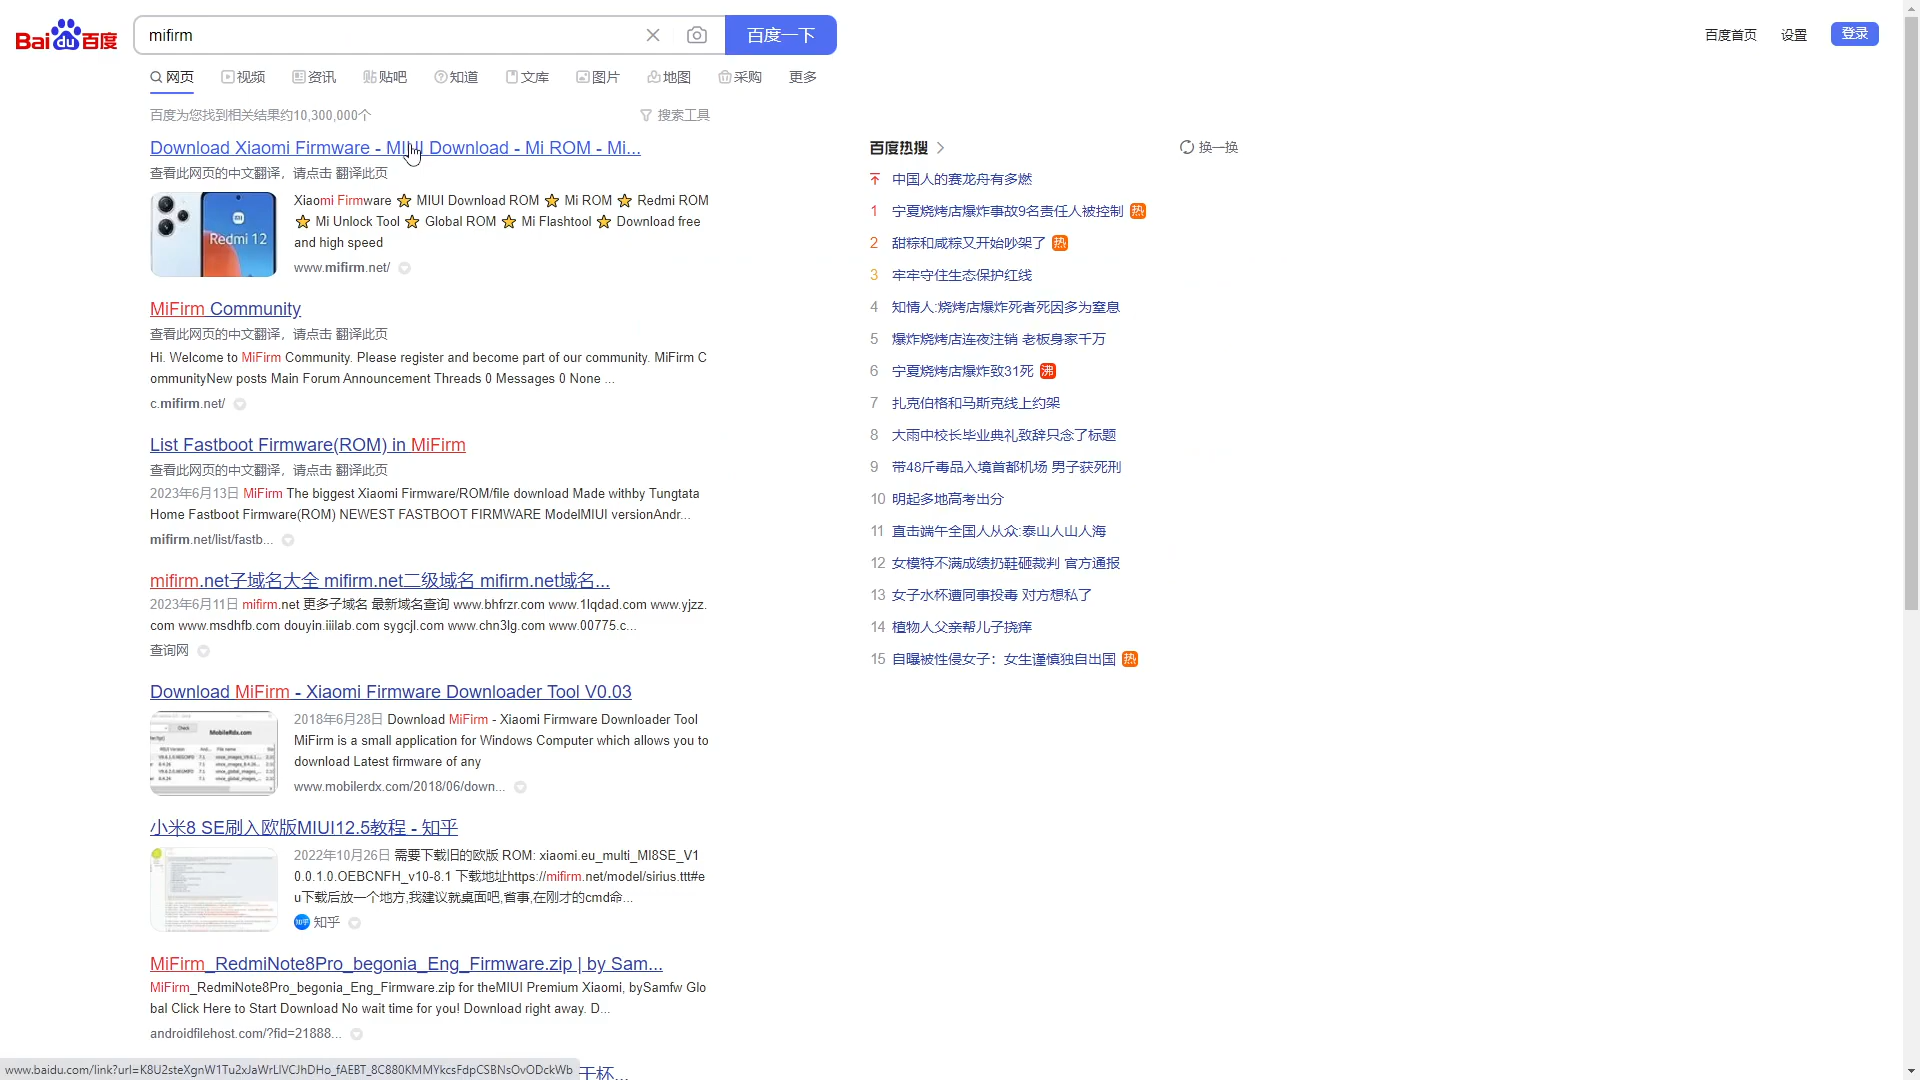 Bai du 百度
mifirm
百度一下
百度首页 设置 登录
网页 视频 资讯 贴吧 知道 文库 图片 地图 采购 更多
百度为您找到相关结果约10,300,000个
搜索工具
Download Xiaomi Firmware - MIUI Download - Mi ROM - Mi...
查看此网页的中文翻译，请点击 翻译此页
Redmi 12
Xiaomi Firmware ⭐ MIUI Download ROM ⭐ Mi ROM ⭐ Redmi ROM
⭐ Mi Unlock Tool ⭐ Global ROM ⭐ Mi Flashtool ⭐ Download free
and high speed
www.mifirm.net/
MiFirm Community
查看此网页的中文翻译，请点击 翻译此页
Hi. Welcome to MiFirm Community. Please register and become part of our community. MiFirm C
ommunityNew posts Main Forum Announcement Threads 0 Messages 0 None ...
c.mifirm.net/
List Fastboot Firmware(ROM) in MiFirm
查看此网页的中文翻译，请点击 翻译此页
2023年6月13日 MiFirm The biggest Xiaomi Firmware/ROM/file download Made withby Tungtata
Home Fastboot Firmware(ROM) NEWEST FASTBOOT FIRMWARE ModelMIUI versionAndr...
mifirm.net/list/fastb...
mifirm.net子域名大全 mifirm.net二级域名 mifirm.net域名...
2023年6月11日 mifirm.net 更多子域名 最新域名查询 www.bhfrzr.com www.1lqdad.com www.yjzz.
com www.msdhfb.com douyin.iiilab.com sygcjl.com www.chn3lg.com www.00775.c...
查询网
Download MiFirm - Xiaomi Firmware Downloader Tool V0.03
Check
MobileRdx.com
2018年6月28日 Download MiFirm - Xiaomi Firmware Downloader Tool
MiFirm is a small application for Windows Computer which allows you to
download Latest firmware of any
www.mobilerdx.com/2018/06/down...
小米8 SE刷入欧版MIUI12.5教程 - 知乎
2022年10月26日 需要下载旧的欧版 ROM: xiaomi.eu_multi_MI8SE_V1
0.0.1.0.OEBCNFH_v10-8.1 下载地址https://mifirm.net/model/sirius.ttt#e
u下载后放一个地方,我建议就桌面吧,省事,在刚才的cmd命...
知乎 知乎
MiFirm_RedmiNote8Pro_begonia_Eng_Firmware.zip | by Sam...
MiFirm_RedmiNote8Pro_begonia_Eng_Firmware.zip for theMIUI Premium Xiaomi, bySamfw Glo
bal Click Here to Start Download No wait time for you! Download right away. D...
androidfilehost.com/?fid=21888...
www.baidu.com/link?url=K8U2steXgnW1Tu2xJaWrLIVCJhDHo_fAEBT_8C880KMMYkcsFdpCSBNsOvODckWb
百度热搜
换一换
中国人的赛龙舟有多燃
1 宁夏烧烤店爆炸事故9名责任人被控制 热
2 甜粽和咸粽又开始吵架了 热
3 牢牢守住生态保护红线
4 知情人:烧烤店爆炸死者死因多为窒息
5 爆炸烧烤店连夜注销 老板身家千万
6 宁夏烧烤店爆炸致31死 沸
7 扎克伯格和马斯克线上约架
8 大雨中校长毕业典礼致辞只念了标题
9 带48斤毒品入境首都机场 男子获死刑
10 明起多地高考出分
11 直击端午全国人从众:泰山人山人海
12 女模特不满成绩扔鞋砸裁判 官方通报
13 女子水杯遭同事投毒 对方想私了
14 植物人父亲帮儿子挠痒
15 自曝被性侵女子：女生谨慎独自出国 热